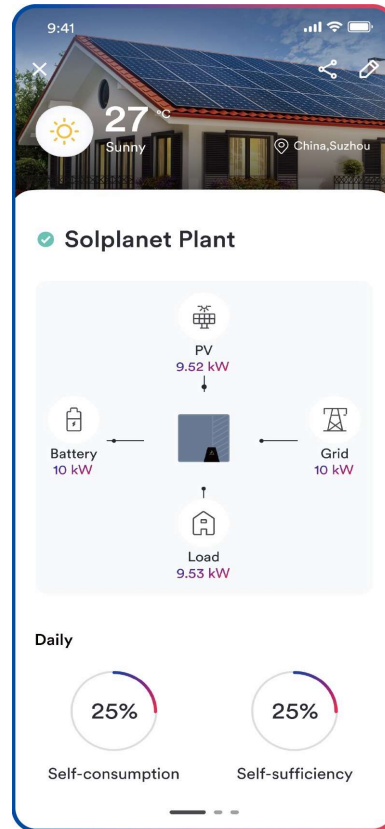 9:41
27 °C
Sunny
China,Suzhou
Solplanet Plant
PV
9.52 kW
Battery
10 kW
Grid
10 kW
Load
9.53 kW
Daily
25%
25%
Self-consumption
Self-sufficiency